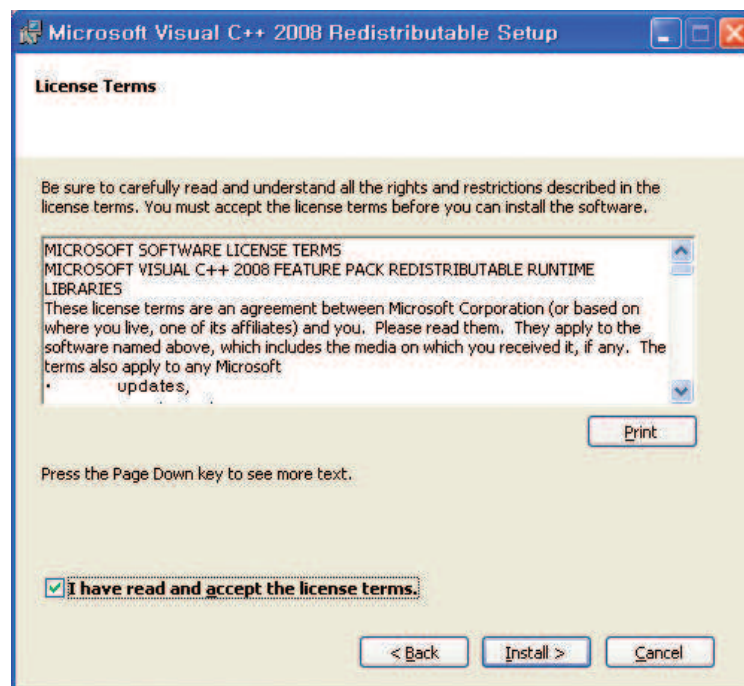 Microsoft Visual C++ 2008 Redistributable Setup
License Terms
Be sure to carefully read and understand all the rights and restrictions described in the
license terms. You must accept the license terms before you can install the software.
MICROSOFT SOFTWARE LICENSE TERMS
MICROSOFT VISUAL C++ 2008 FEATURE PACK REDISTRIBUTABLE RUNTIME
LIBRARIES
These license terms are an agreement between Microsoft Corporation (or based on
where you live, one of its affiliates) and you. Please read them. They apply to the
software named above, which includes the media on which you received it, if any. The
terms also apply to any Microsoft
· updates,
Print
Press the Page Down key to see more text.
I have read and accept the license terms.
< Back Install > Cancel